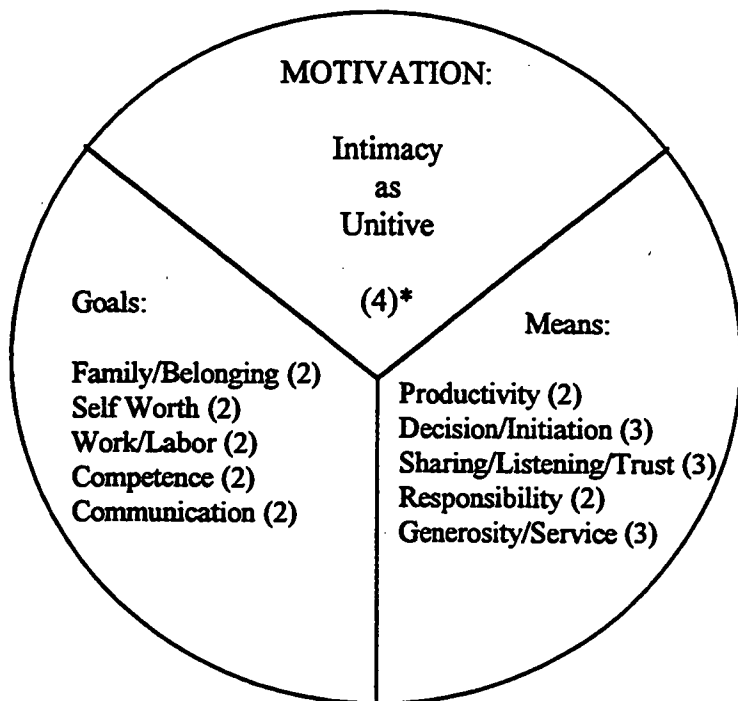 MOTIVATION:
Intimacy
as
Unitive
(4)*
Goals:
Family/Belonging (2)
Self Worth (2)
Work/Labor (2)
Competence (2)
Communication (2)
Means:
Productivity (2)
Decision/Initiation (3)
Sharing/Listening/Trust (3)
Responsibility (2)
Generosity/Service (3)